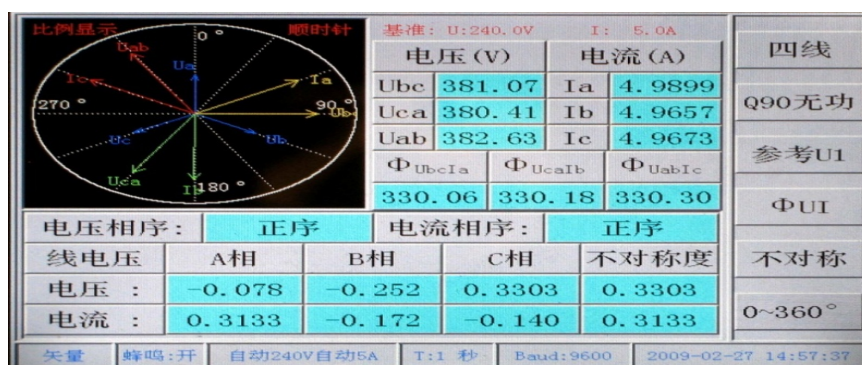 比例显示 顺时针 基准: U:240.0V I: 5.0A
0° Uab Ua Ic Ia
270° 90° Ubc
Uc Ub
Uca Ib 180°
电压(V) 电流(A) 四线
Ubc 381.07 Ia 4.9899
Uca 380.41 Ib 4.9657 Q90无功
Uab 382.63 Ic 4.9673
ΦUbcIa ΦUcaIb ΦUabIc 参考U1
330.06 330.18 330.30
电压相序: 正序 电流相序: 正序 ΦUI
线电压 A相 B相 C相 不对称度 不对称
电压 : -0.078 -0.252 0.3303 0.3303
电流 : 0.3133 -0.172 -0.140 0.3133 0~360°
矢量 蜂鸣:开 自动240V自动5A T:1 秒 Baud:9600 2009-02-27 14:57:37